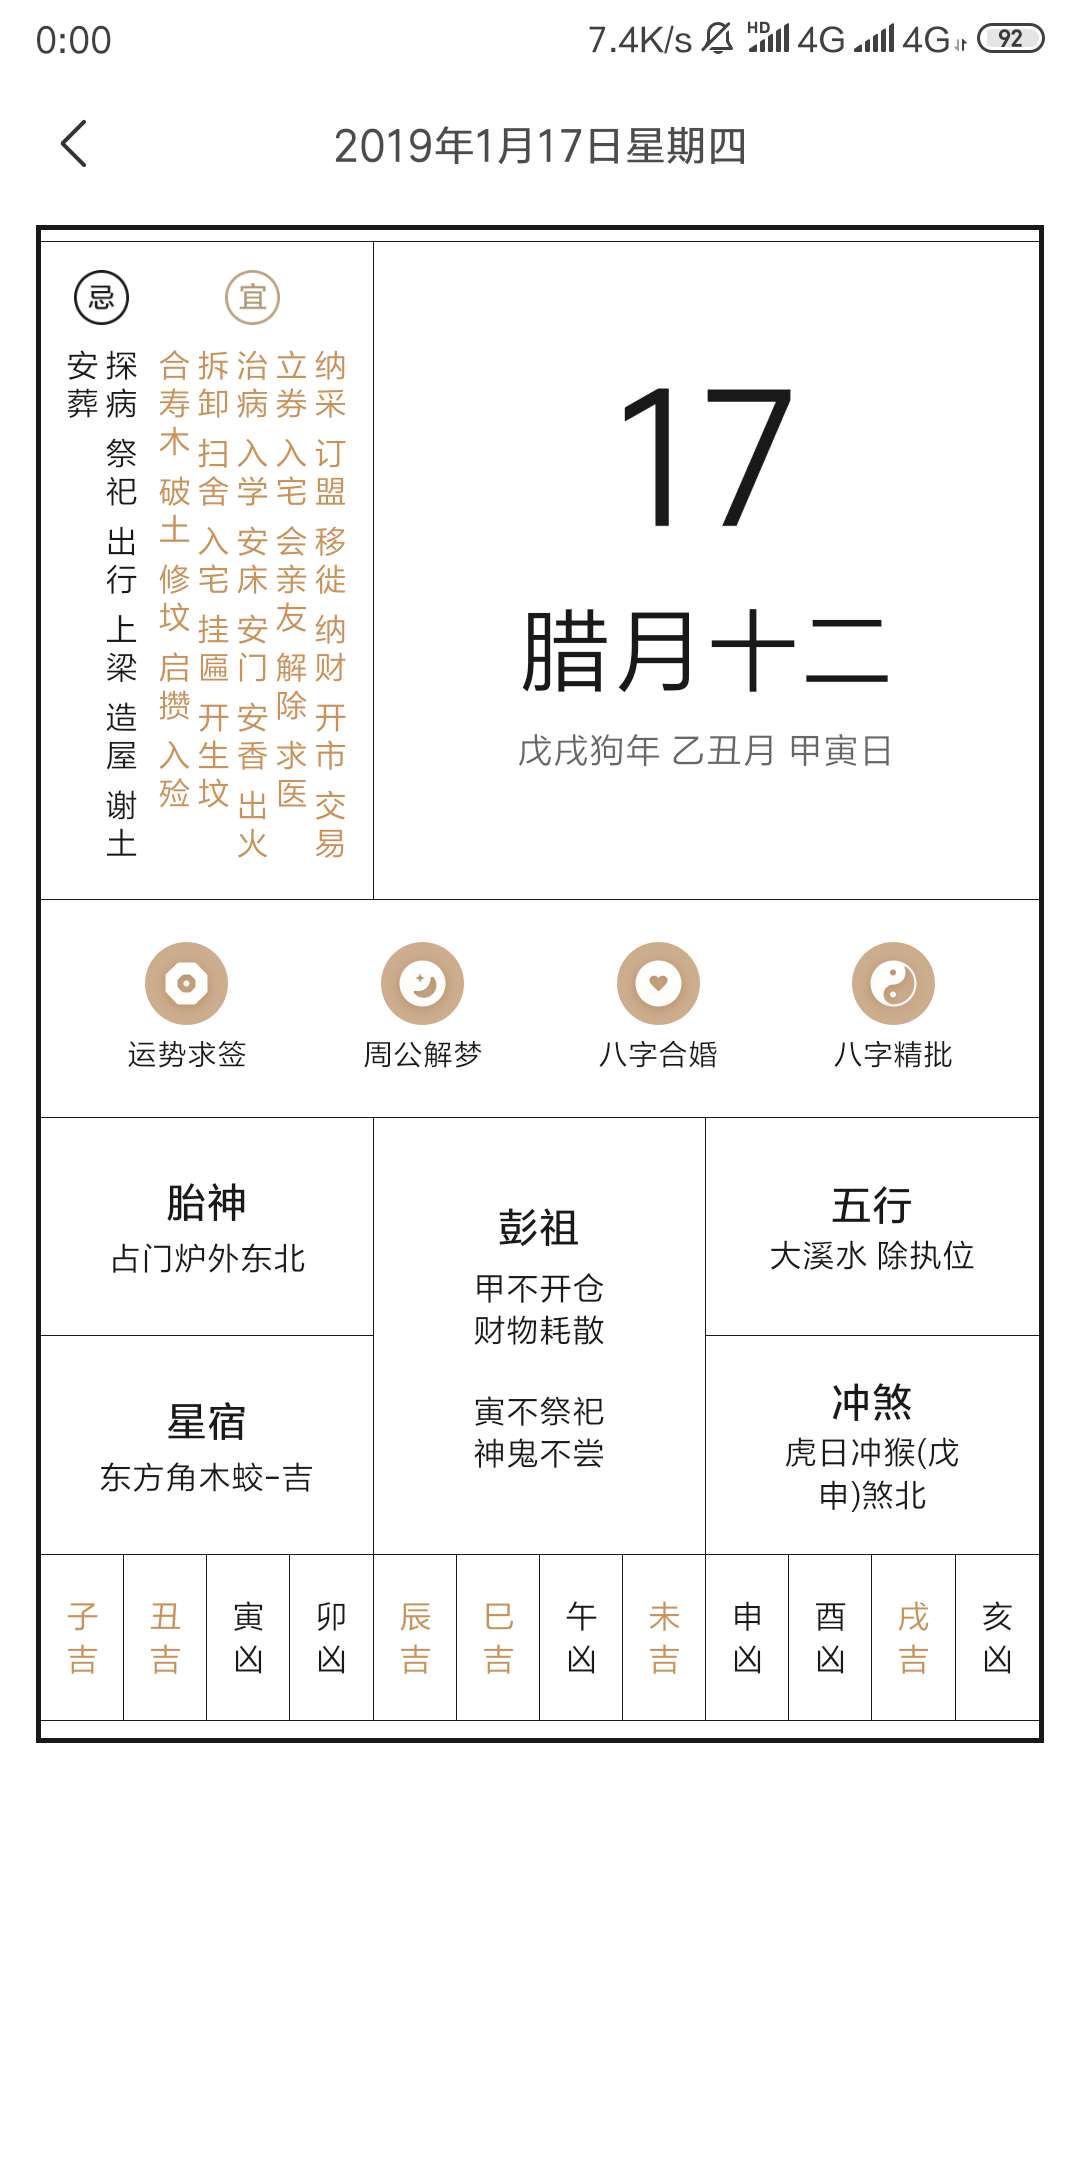 0:00
7.4K/s HD 4G 4G 92
2019年1月17日星期四
忌
宜
探病 祭祀 出行 上梁 造屋 谢土
安葬
纳采 订盟 移徙 纳财 开市 交易
立券 入宅 会亲友 解除 求医
治病 入学 安床 安门 安香 出火
拆卸 扫舍 入宅 挂匾 开生坟
合寿木 破土 修坟 启攒 入殓
17
腊月十二
戊戌狗年 乙丑月 甲寅日
运势求签
周公解梦
八字合婚
八字精批
胎神
占门炉外东北
彭祖
甲不开仓
财物耗散
寅不祭祀
神鬼不尝
五行
大溪水 除执位
星宿
东方角木蛟-吉
冲煞
虎日冲猴(戊
申)煞北
子 丑 寅 卯 辰 巳 午 未 申 酉 戌 亥
吉 吉 凶 凶 吉 吉 凶 吉 凶 凶 吉 凶